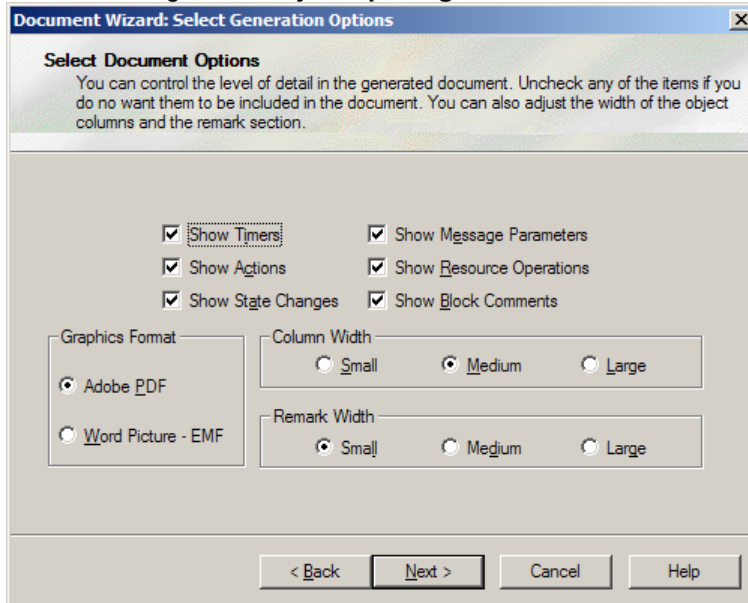 Document Wizard: Select Generation Options
Select Document Options
You can control the level of detail in the generated document. Uncheck any of the items if you
do no want them to be included in the document. You can also adjust the width of the object
columns and the remark section.
Show Timers
Show Message Parameters
Show Actions
Show Resource Operations
Show State Changes
Show Block Comments
Graphics Format
Adobe PDF
Word Picture - EMF
Column Width
Small Medium Large
Remark Width
Small Medium Large
< Back Next > Cancel Help